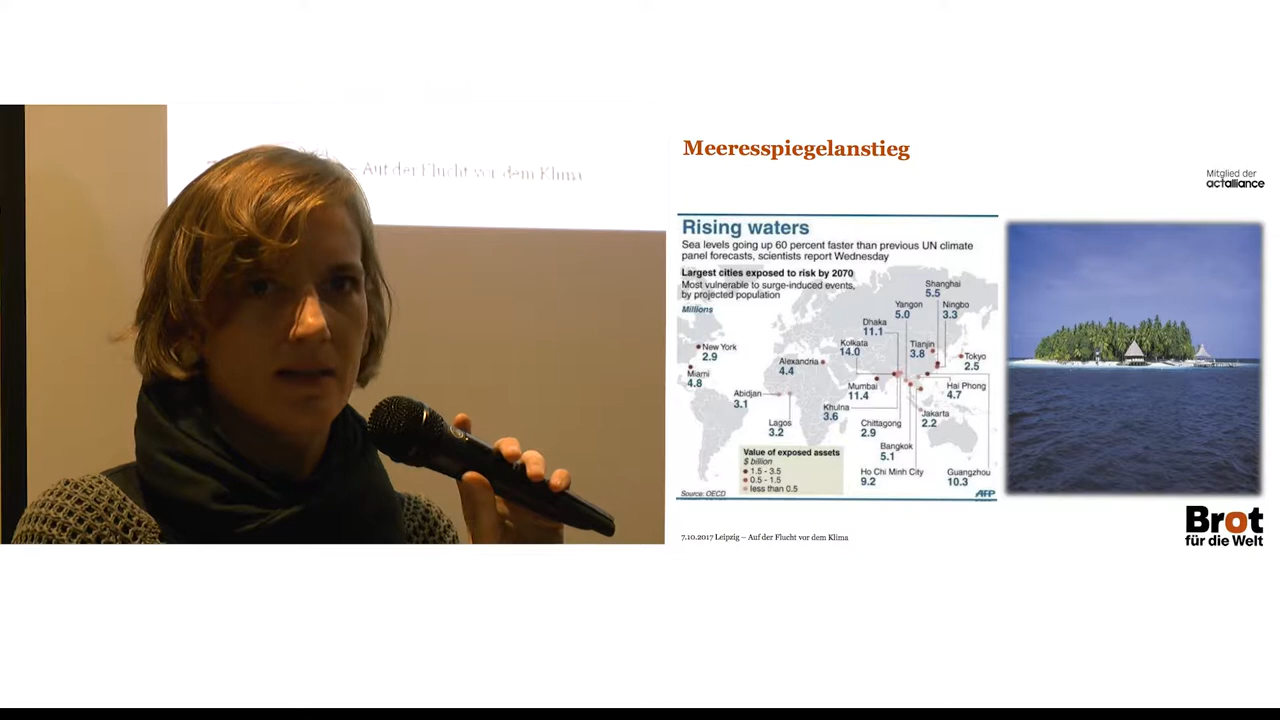 Auf der Flucht vor dem Klima
Meeresspiegelanstieg
Mitglied der
actalliance
Rising waters
Sea levels going up 60 percent faster than previous UN climate
panel forecasts, scientists report Wednesday
Largest cities exposed to risk by 2070
Most vulnerable to surge-induced events,
by projected population
Millions
Shanghai
5.5
Yangon
5.0
Ningbo
3.3
Dhaka
11.1
Kolkata
14.0
Tianjin
3.8
Tokyo
2.5
New York
2.9
Miami
4.8
Alexandria
4.4
Mumbai
11.4
Hai Phong
4.7
Abidjan
3.1
Khulna
3.6
Jakarta
2.2
Lagos
3.2
Chittagong
2.9
Bangkok
5.1
Ho Chi Minh City
9.2
Guangzhou
10.3
Value of exposed assets
$ billion
1.5 - 3.5
0.5 - 1.5
less than 0.5
Source: OECD
AFP
7.10.2017 Leipzig – Auf der Flucht vor dem Klima
Brot
für die Welt